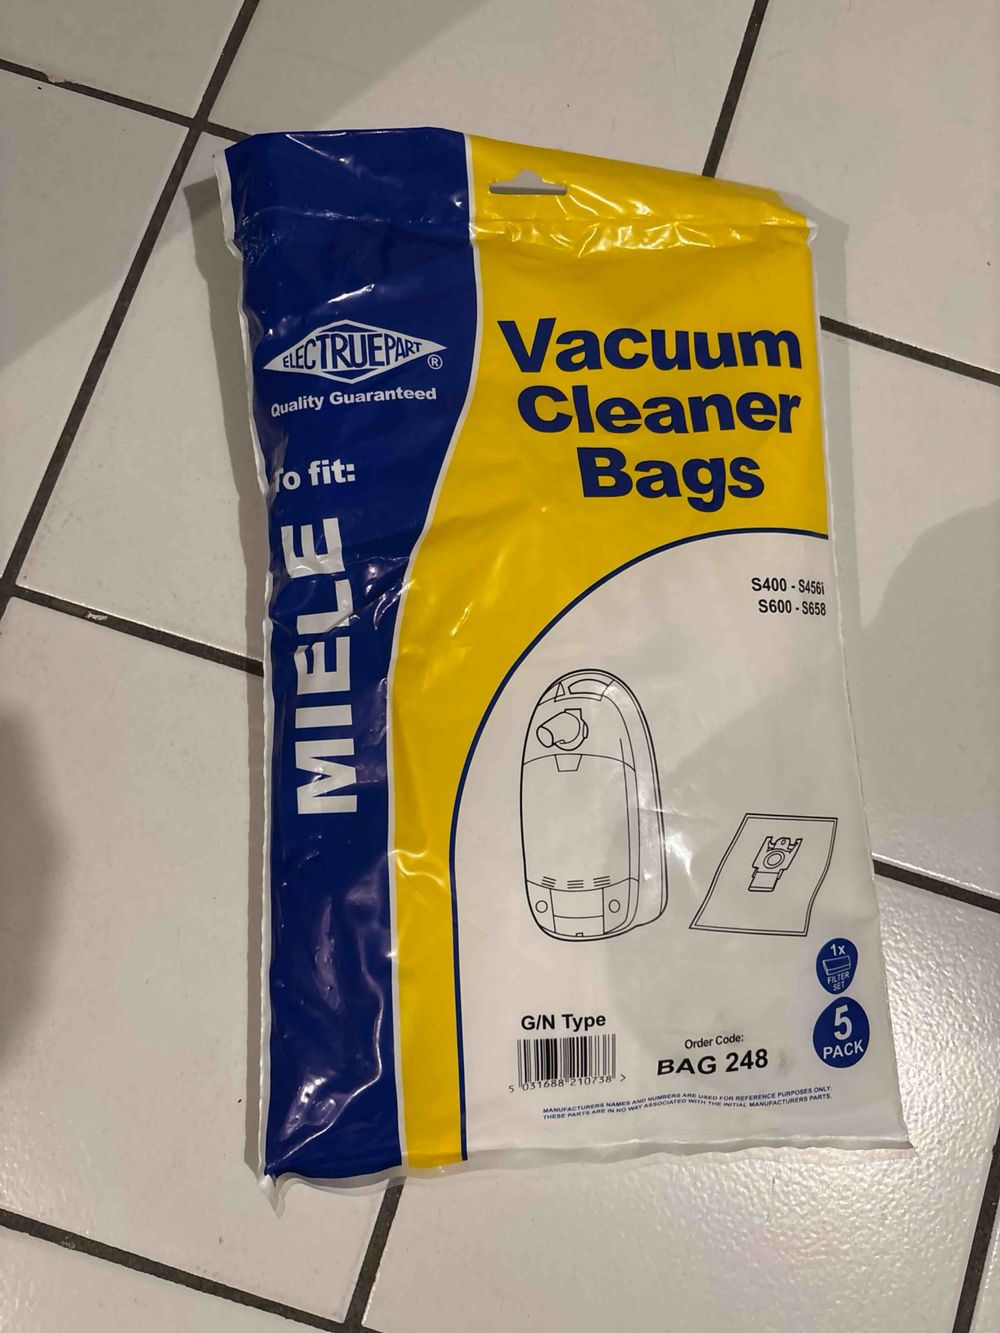 ELECTRUEPART ®
Quality Guaranteed
To fit:
MIELE
Vacuum
Cleaner
Bags
S400 - S456i
S600 - S658
1x
FILTER
SET
5
PACK
G/N Type
5 031688 210738 >
Order Code:
BAG 248
MANUFACTURERS NAMES AND NUMBERS ARE USED FOR REFERENCE PURPOSES ONLY.
THESE PARTS ARE IN NO WAY ASSOCIATED WITH THE INITIAL MANUFACTURERS PARTS.